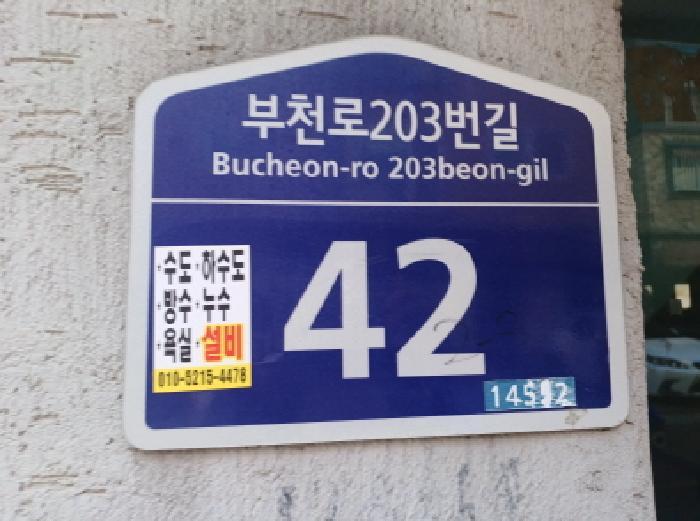 부천로203번길
Bucheon-ro 203beon-gil
42
·수도·하수도
·방수·누수
·욕실·설비
010-5215-4478